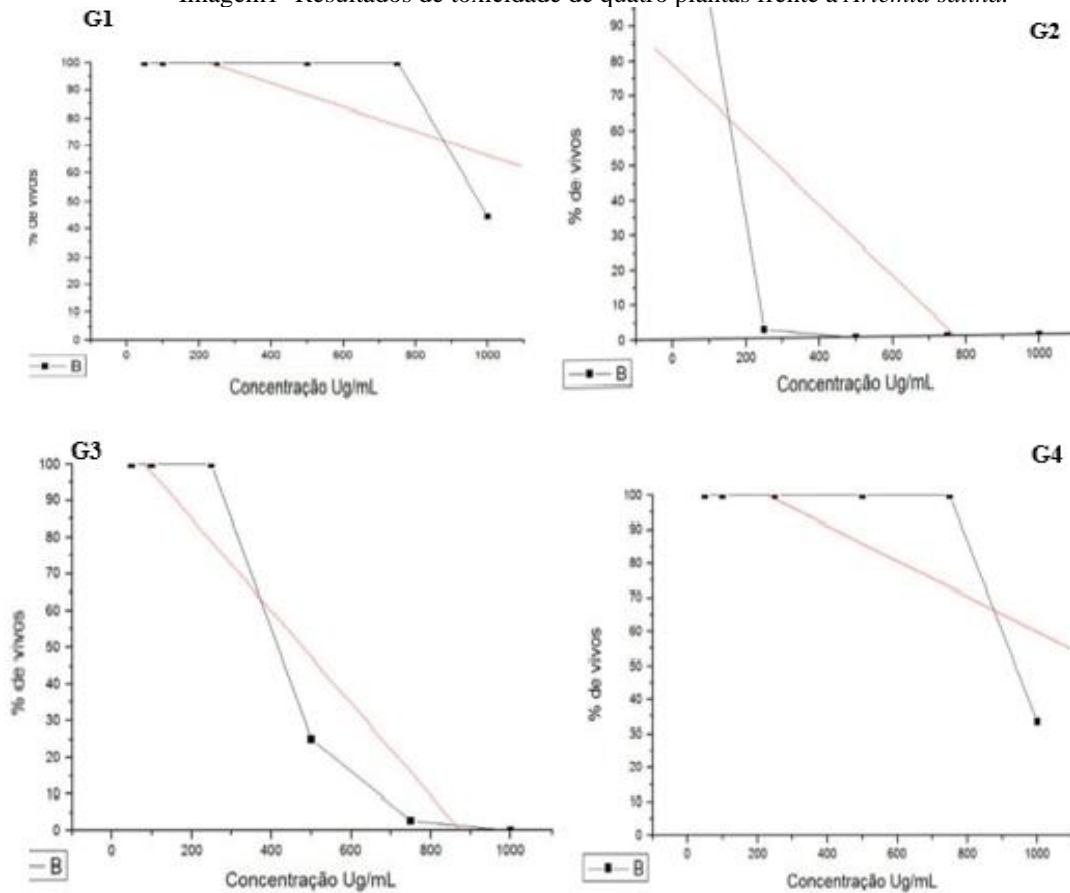 Imagem1- Resultados de toxicidade de quatro plantas frente a Artemia salina.
G1
100
90
80
70
60
50
40
30
20
10
0
% de vivos
0 200 400 600 800 1000
B
Concentração Ug/mL
G2
90
80
70
60
50
40
30
20
10
0
% de vivos
0 200 400 600 800 1000
B
Concentração Ug/mL
G3
100
90
80
70
60
50
40
30
20
10
0
% de vivos
0 200 400 600 800 1000
B
Concentração Ug/mL
G4
100
90
80
70
60
50
40
30
20
10
0
% de vivos
0 200 400 600 800 1000
B
Concentração Ug/mL